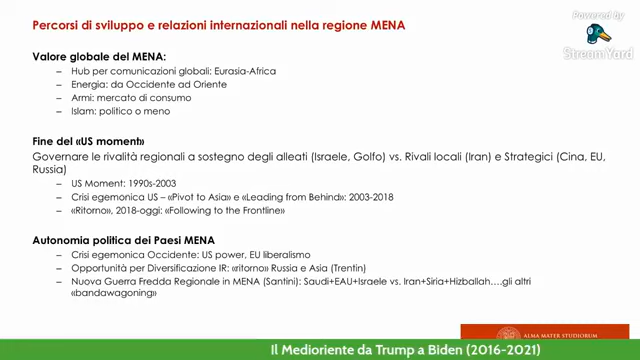 Percorsi di sviluppo e relazioni internazionali nella regione MENA
Powered by
StreamYard
Valore globale del MENA:
– Hub per comunicazioni globali: Eurasia-Africa
– Energia: da Occidente ad Oriente
– Armi: mercato di consumo
– Islam: politico o meno
Fine del «US moment»
Governare le rivalità regionali a sostegno degli alleati (Israele, Golfo) vs. Rivali locali (Iran) e Strategici (Cina, EU,
Russia)
– US Moment: 1990s-2003
– Crisi egemonica US – «Pivot to Asia» e «Leading from Behind»: 2003-2018
– «Ritorno», 2018-oggi: «Following to the Frontline»
Autonomia politica dei Paesi MENA
– Crisi egemonica Occidente: US power, EU liberalismo
– Opportunità per Diversificazione IR: «ritorno» Russia e Asia (Trentin)
– Nuova Guerra Fredda Regionale in MENA (Santini): Saudi+EAU+Israele vs. Iran+Siria+Hizballah....gli altri
«bandawagoning»
ALMA MATER STUDIORUM
Il Medioriente da Trump a Biden (2016-2021)